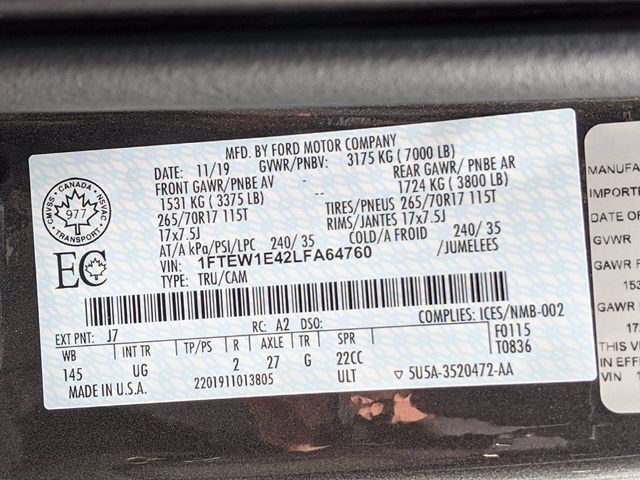 MFD. BY FORD MOTOR COMPANY
DATE: 11/19 GVWR/PNBV: 3175 KG (7000 LB)
FRONT GAWR/PNBE AV - REAR GAWR/ PNBE AR
1531 KG (3375 LB) -- 1724 KG (3800 LB)
265/70R17 115T TIRES/PNEUS 265/70R17 115T
17x7.5J RIMS/JANTES 17x7.5J
AT/A kPa/PSI/LPC 240/ 35 COLD/A FROID 240/ 35
VIN: 1FTEW1E42LFA64760 /JUMELEES
TYPE: TRU/CAM
CMVSS - CANADA - NSVAC
977
TRANSPORT
EC
EXT PNT: J7 RC: A2 DSO: COMPLIES: ICES/NMB-002
WB INT TR TP/PS R AXLE TR SPR F0115
145 UG 2 27 G 22CC T0836
MADE IN U.S.A. 2201911013805 ULT ▽ 5U5A-3520472-AA
MANUFA
IMPORTE
DATE OF
GVWR
GAWR F
153
GAWR
17
THIS V
IN EFFE
VIN 1